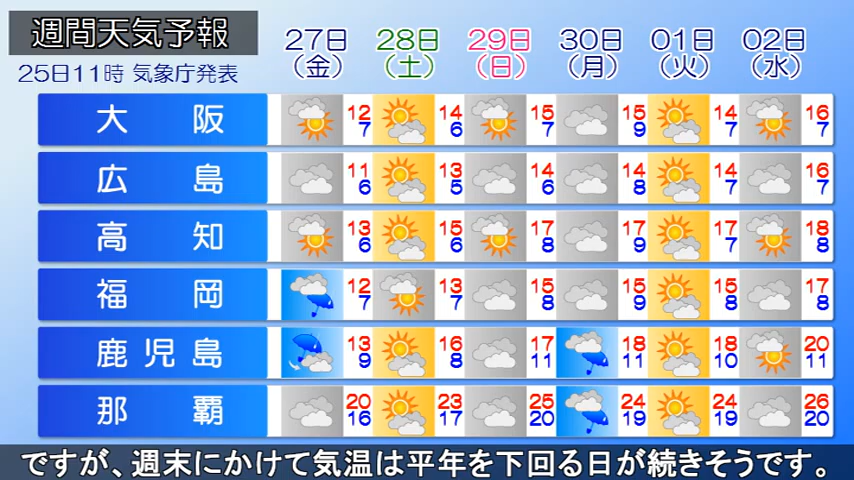 週間天気予報
25日11時 気象庁発表
27日 28日 29日 30日 01日 02日
(金) (土) (日) (月) (火) (水)
大阪 12 7 14 6 15 7 15 9 14 7 16 7
広島 11 6 13 5 14 6 14 8 14 7 16 7
高知 13 6 15 6 17 8 17 9 17 7 18 8
福岡 12 7 13 7 15 8 15 9 15 8 17 8
鹿児島 13 9 16 8 17 11 18 11 18 10 20 11
那覇 20 16 23 17 25 20 24 19 24 19 26 20
ですが、週末にかけて気温は平年を下回る日が続きそうです。